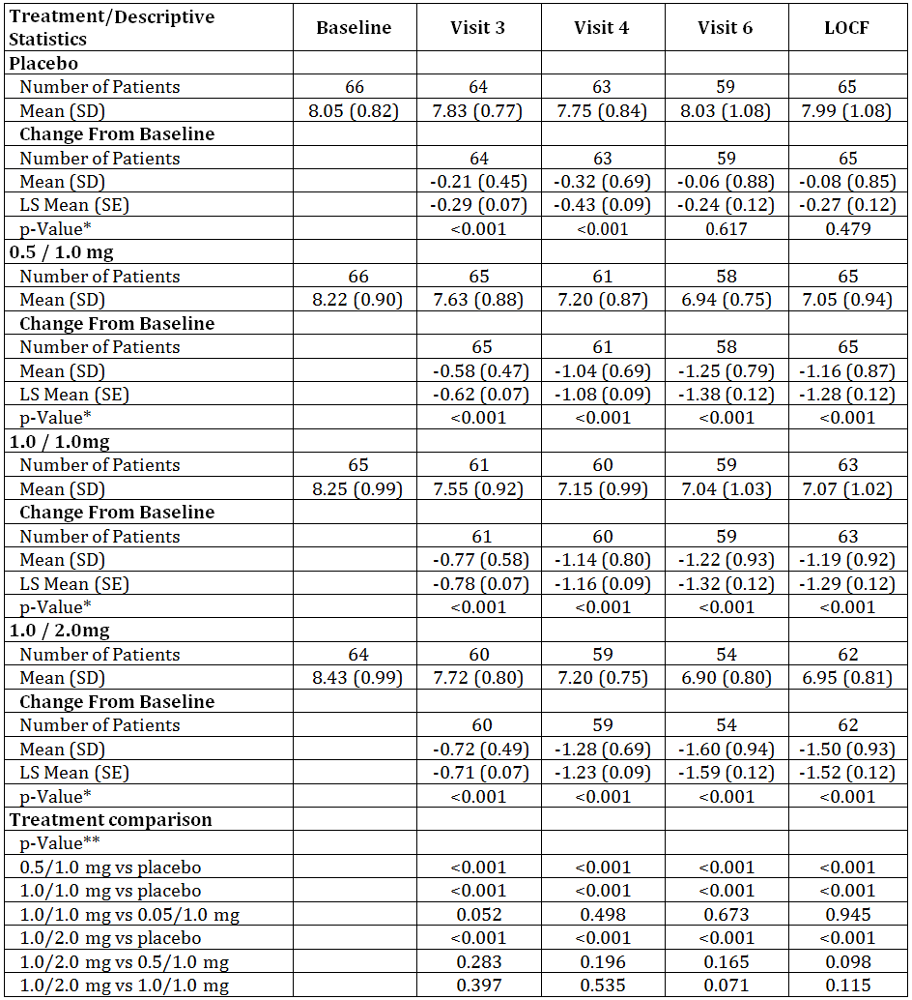 Treatment/Descriptive Statistics Baseline Visit 3 Visit 4 Visit 6 LOCF
Placebo
Number of Patients 66 64 63 59 65
Mean (SD) 8.05 (0.82) 7.83 (0.77) 7.75 (0.84) 8.03 (1.08) 7.99 (1.08)
Change From Baseline
Number of Patients 64 63 59 65
Mean (SD) -0.21 (0.45) -0.32 (0.69) -0.06 (0.88) -0.08 (0.85)
LS Mean (SE) -0.29 (0.07) -0.43 (0.09) -0.24 (0.12) -0.27 (0.12)
p-Value* <0.001 <0.001 0.617 0.479
0.5 / 1.0 mg
Number of Patients 66 65 61 58 65
Mean (SD) 8.22 (0.90) 7.63 (0.88) 7.20 (0.87) 6.94 (0.75) 7.05 (0.94)
Change From Baseline
Number of Patients 65 61 58 65
Mean (SD) -0.58 (0.47) -1.04 (0.69) -1.25 (0.79) -1.16 (0.87)
LS Mean (SE) -0.62 (0.07) -1.08 (0.09) -1.38 (0.12) -1.28 (0.12)
p-Value* <0.001 <0.001 <0.001 <0.001
1.0 / 1.0mg
Number of Patients 65 61 60 59 63
Mean (SD) 8.25 (0.99) 7.55 (0.92) 7.15 (0.99) 7.04 (1.03) 7.07 (1.02)
Change From Baseline
Number of Patients 61 60 59 63
Mean (SD) -0.77 (0.58) -1.14 (0.80) -1.22 (0.93) -1.19 (0.92)
LS Mean (SE) -0.78 (0.07) -1.16 (0.09) -1.32 (0.12) -1.29 (0.12)
p-Value* <0.001 <0.001 <0.001 <0.001
1.0 / 2.0mg
Number of Patients 64 60 59 54 62
Mean (SD) 8.43 (0.99) 7.72 (0.80) 7.20 (0.75) 6.90 (0.80) 6.95 (0.81)
Change From Baseline
Number of Patients 60 59 54 62
Mean (SD) -0.72 (0.49) -1.28 (0.69) -1.60 (0.94) -1.50 (0.93)
LS Mean (SE) -0.71 (0.07) -1.23 (0.09) -1.59 (0.12) -1.52 (0.12)
p-Value* <0.001 <0.001 <0.001 <0.001
Treatment comparison
p-Value**
0.5/1.0 mg vs placebo <0.001 <0.001 <0.001 <0.001
1.0/1.0 mg vs placebo <0.001 <0.001 <0.001 <0.001
1.0/1.0 mg vs 0.05/1.0 mg 0.052 0.498 0.673 0.945
1.0/2.0 mg vs placebo <0.001 <0.001 <0.001 <0.001
1.0/2.0 mg vs 0.5/1.0 mg 0.283 0.196 0.165 0.098
1.0/2.0 mg vs 1.0/1.0 mg 0.397 0.535 0.071 0.115